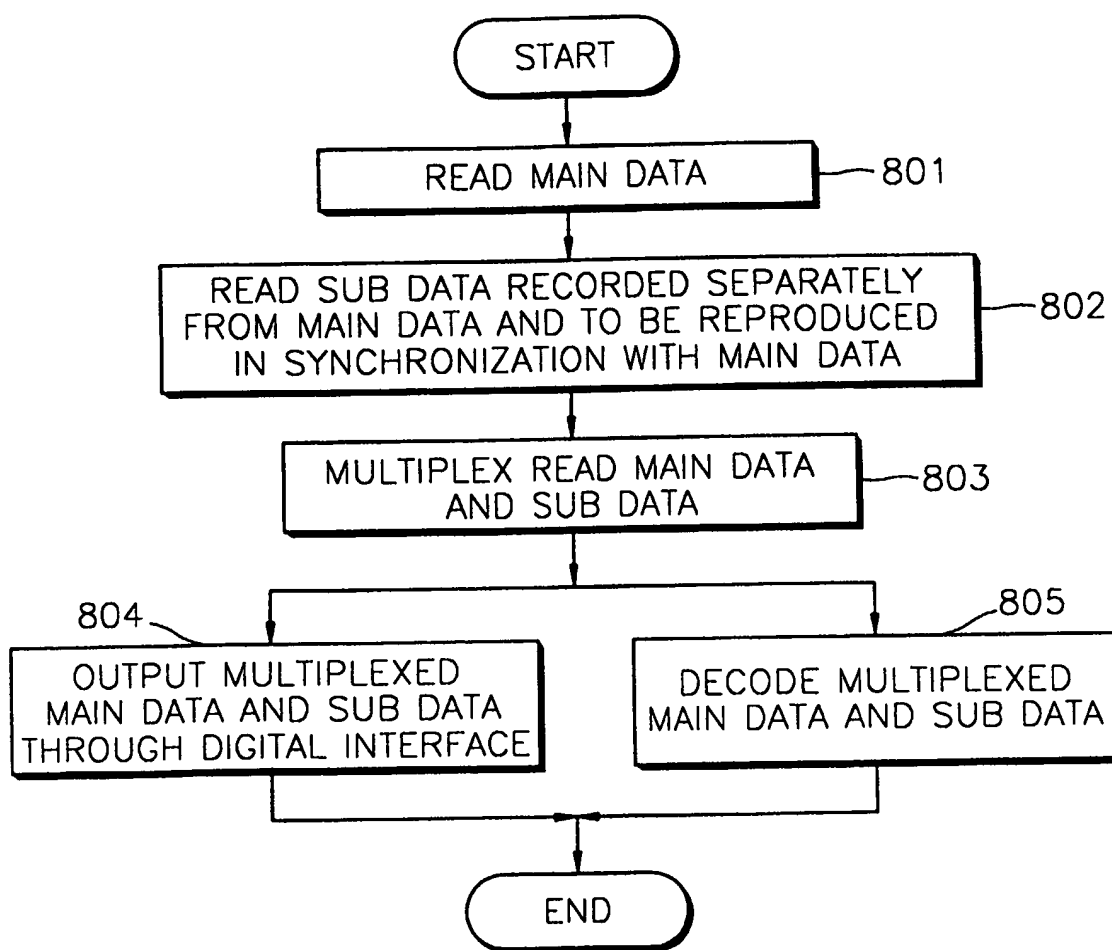 START
READ MAIN DATA
801
READ SUB DATA RECORDED SEPARATELY
FROM MAIN DATA AND TO BE REPRODUCED
IN SYNCHRONIZATION WITH MAIN DATA
802
MULTIPLEX READ MAIN DATA
AND SUB DATA
803
804
OUTPUT MULTIPLEXED
MAIN DATA AND SUB DATA
THROUGH DIGITAL INTERFACE
805
DECODE MULTIPLEXED
MAIN DATA AND SUB DATA
END